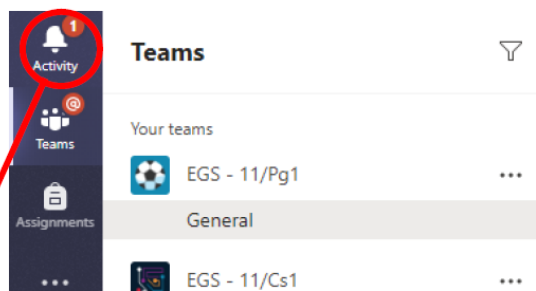 1
Activity
Teams
@
Teams
Assignments
Your teams
EGS - 11/Pg1
General
EGS - 11/Cs1